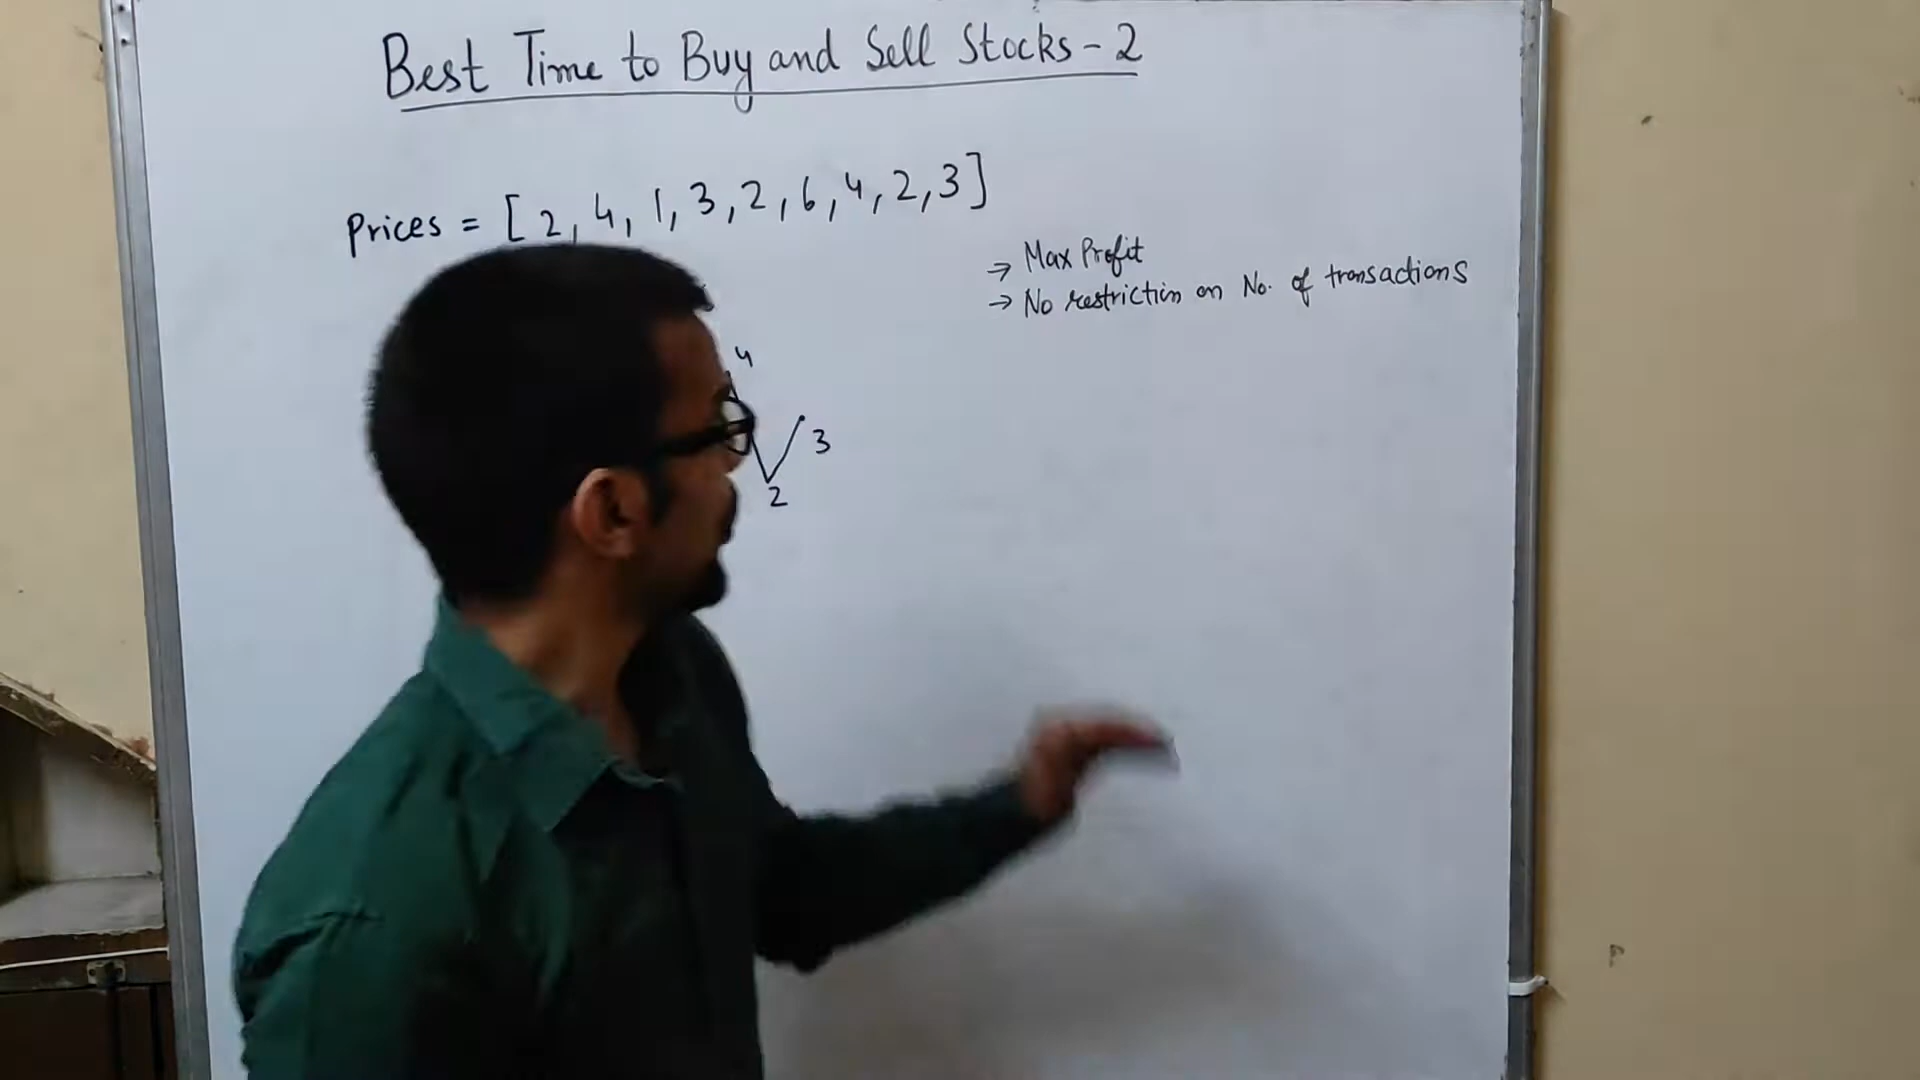 Best Time to Buy and Sell Stocks - 2
Prices = [2, 4, 1, 3, 2, 6, 4, 2, 3]
→ Max Profit
→ No restriction on No. of transactions
4
3
2